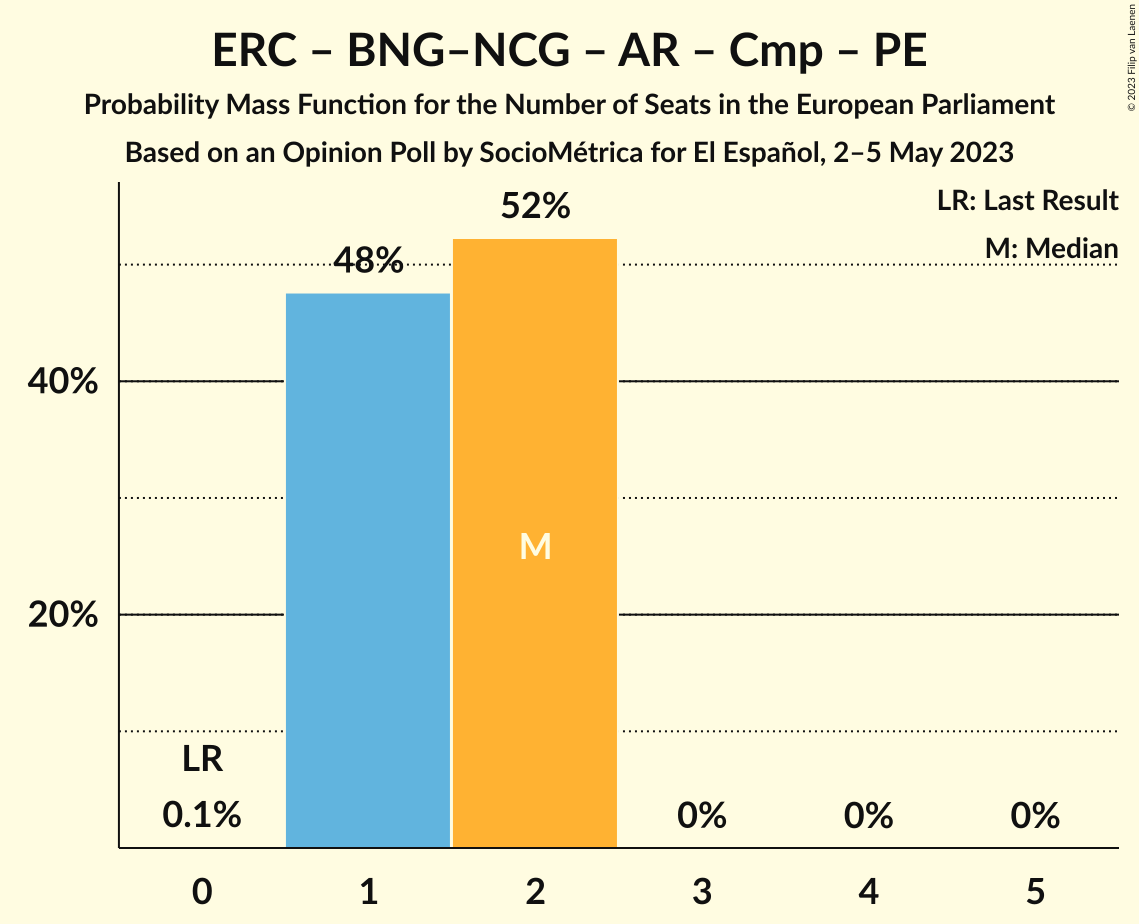 ERC – BNG–NCG – AR – Cmp – PE
Probability Mass Function for the Number of Seats in the European Parliament
Based on an Opinion Poll by SocioMétrica for El Español, 2–5 May 2023
© 2023 Filip van Laenen
LR: Last Result
M: Median
52%
48%
40%
M
20%
LR
0.1%
0%
0%
0%
0
1
2
3
4
5